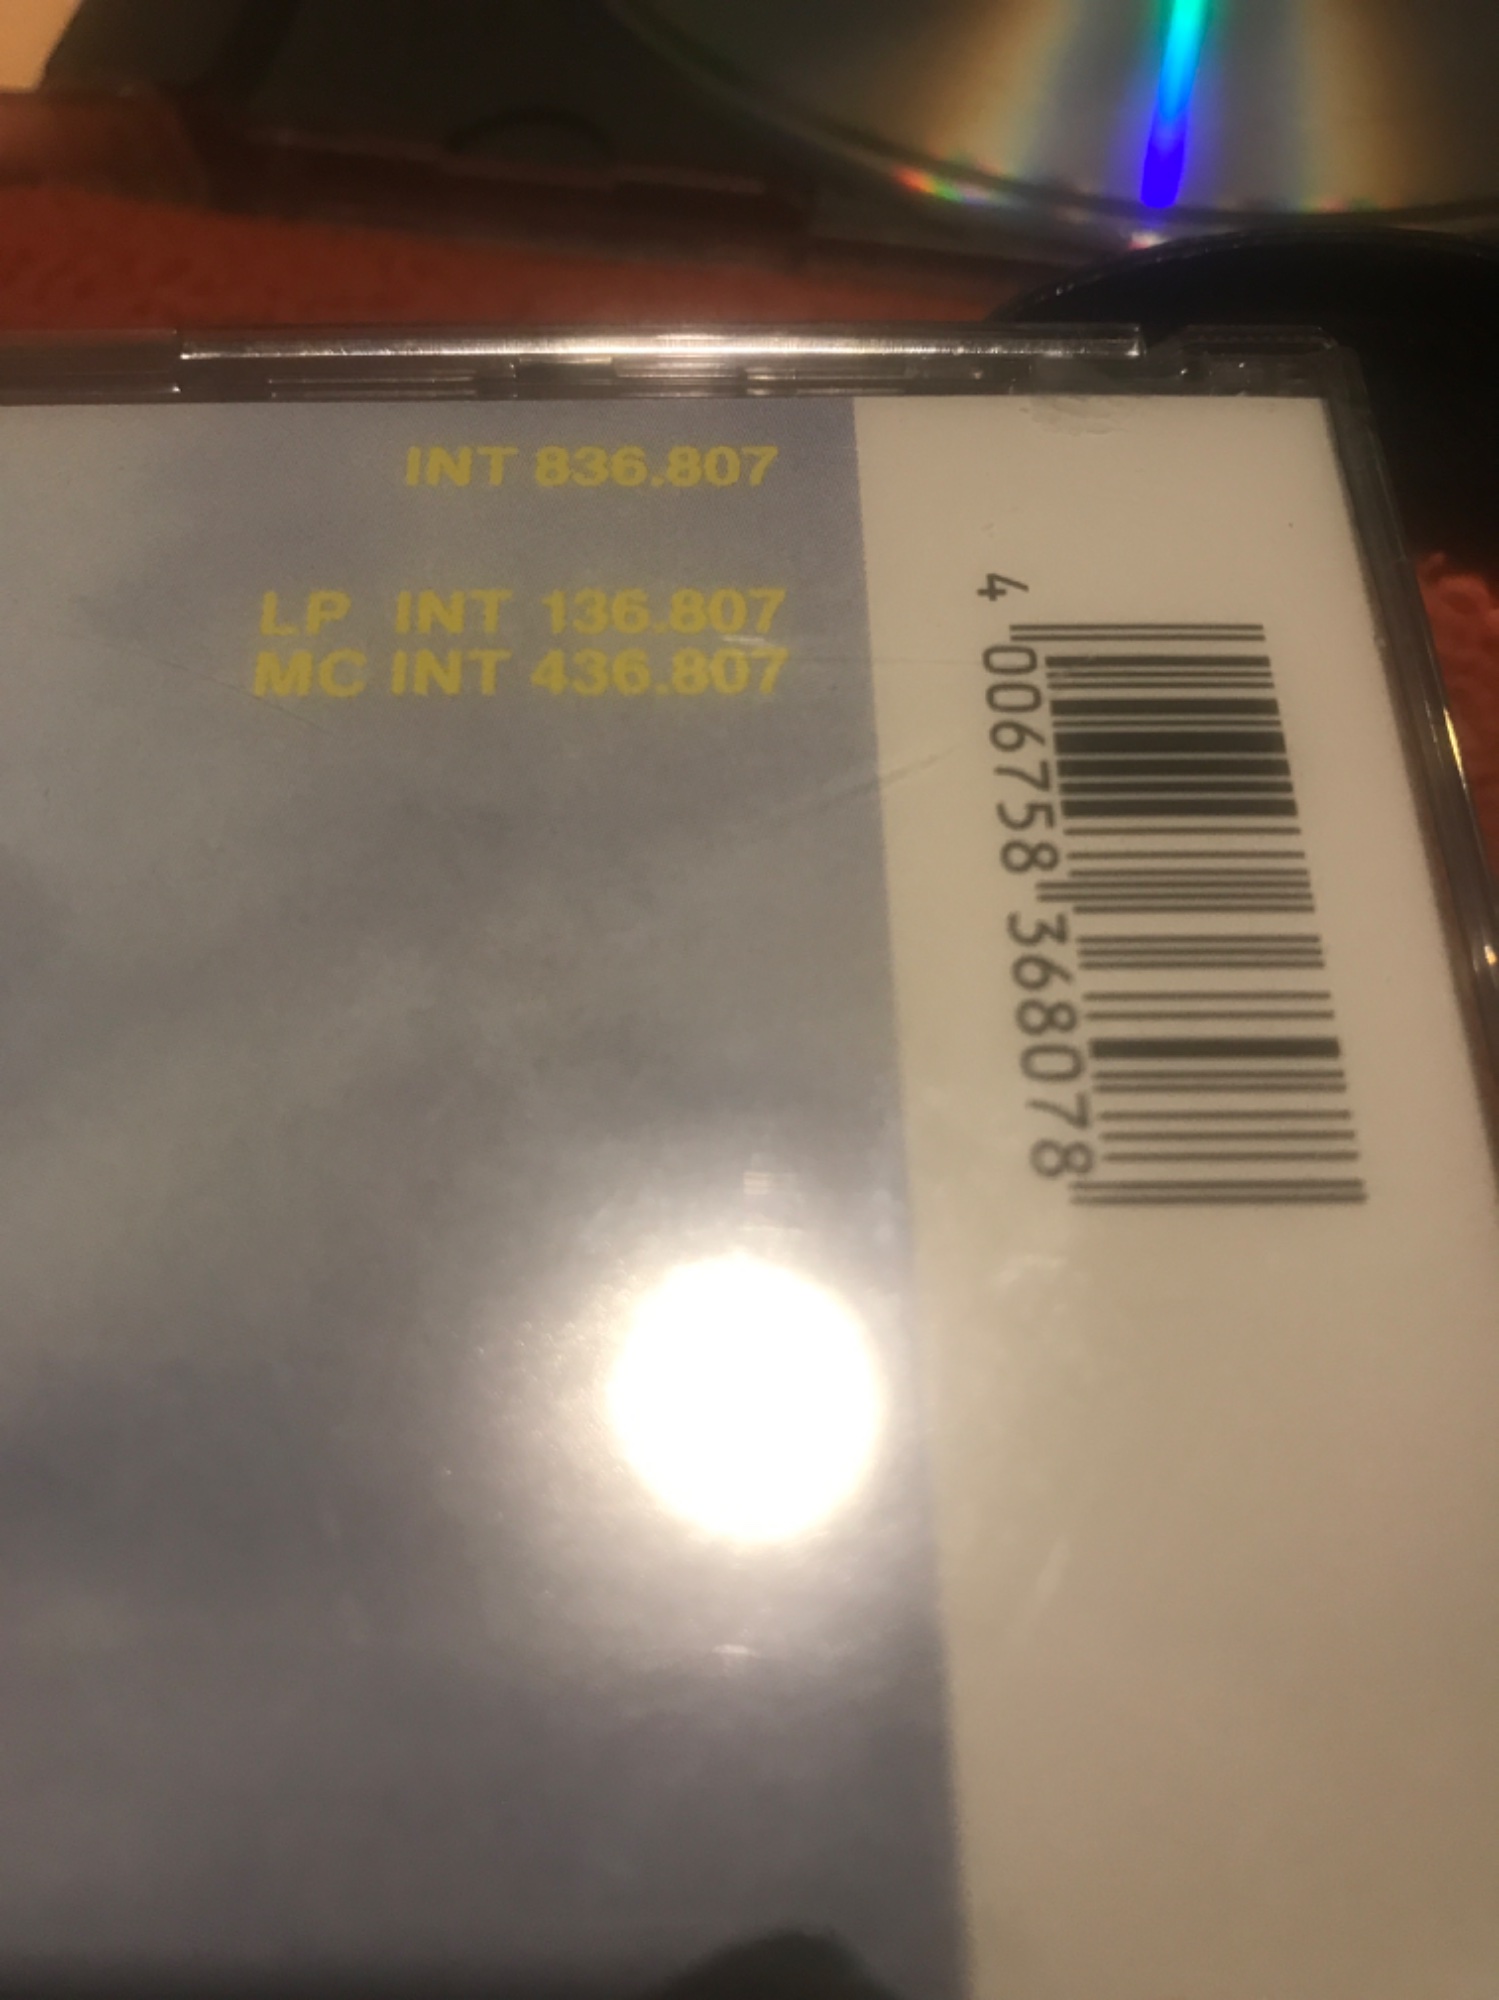 INT 836.807
LP INT 136.807
MC INT 436.807
4 006758 368078